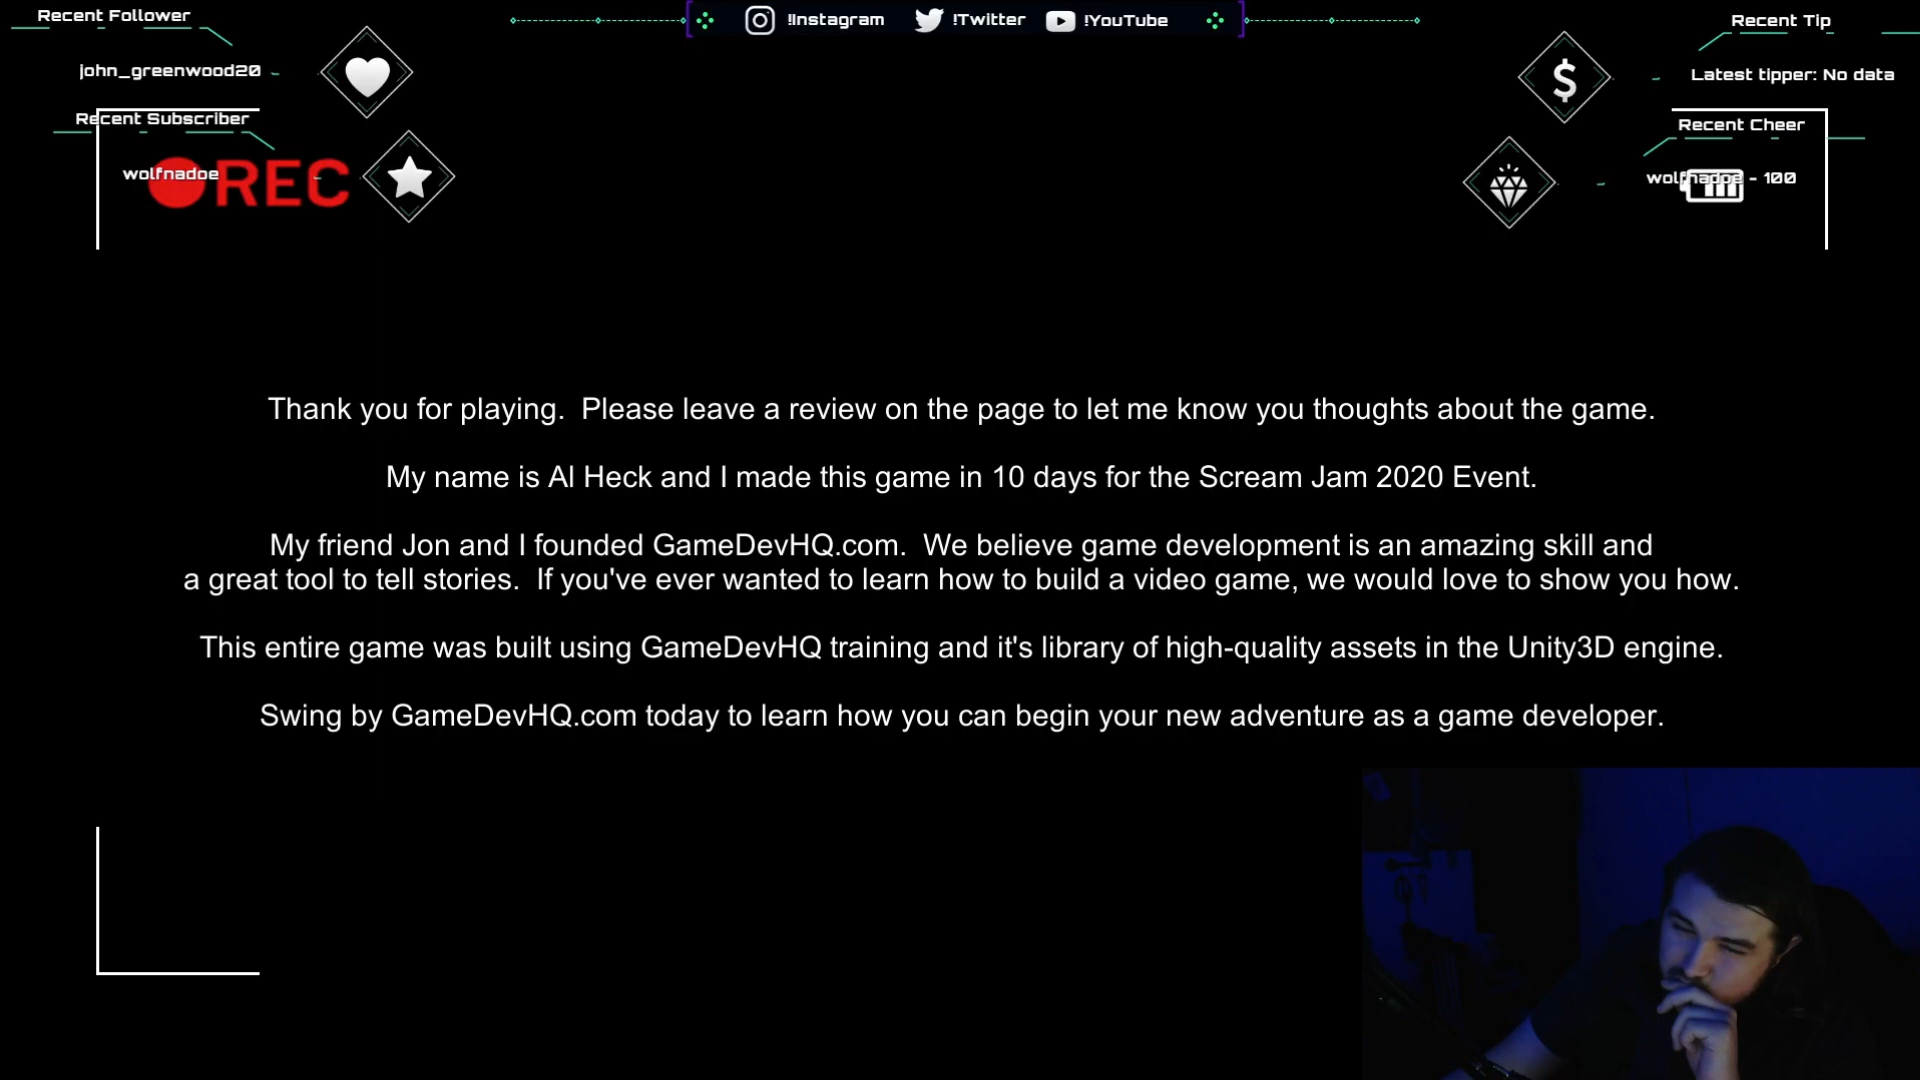 Recent Follower
john_greenwood20
Recent Subscriber
wolfnadoe
REC
!Instagram
!Twitter
!YouTube
Recent Tip
Latest tipper: No data
Recent Cheer
wolfnadoe - 100
Thank you for playing.  Please leave a review on the page to let me know you thoughts about the game.
My name is Al Heck and I made this game in 10 days for the Scream Jam 2020 Event.
My friend Jon and I founded GameDevHQ.com.  We believe game development is an amazing skill and
a great tool to tell stories.  If you've ever wanted to learn how to build a video game, we would love to show you how.
This entire game was built using GameDevHQ training and it's library of high-quality assets in the Unity3D engine.
Swing by GameDevHQ.com today to learn how you can begin your new adventure as a game developer.